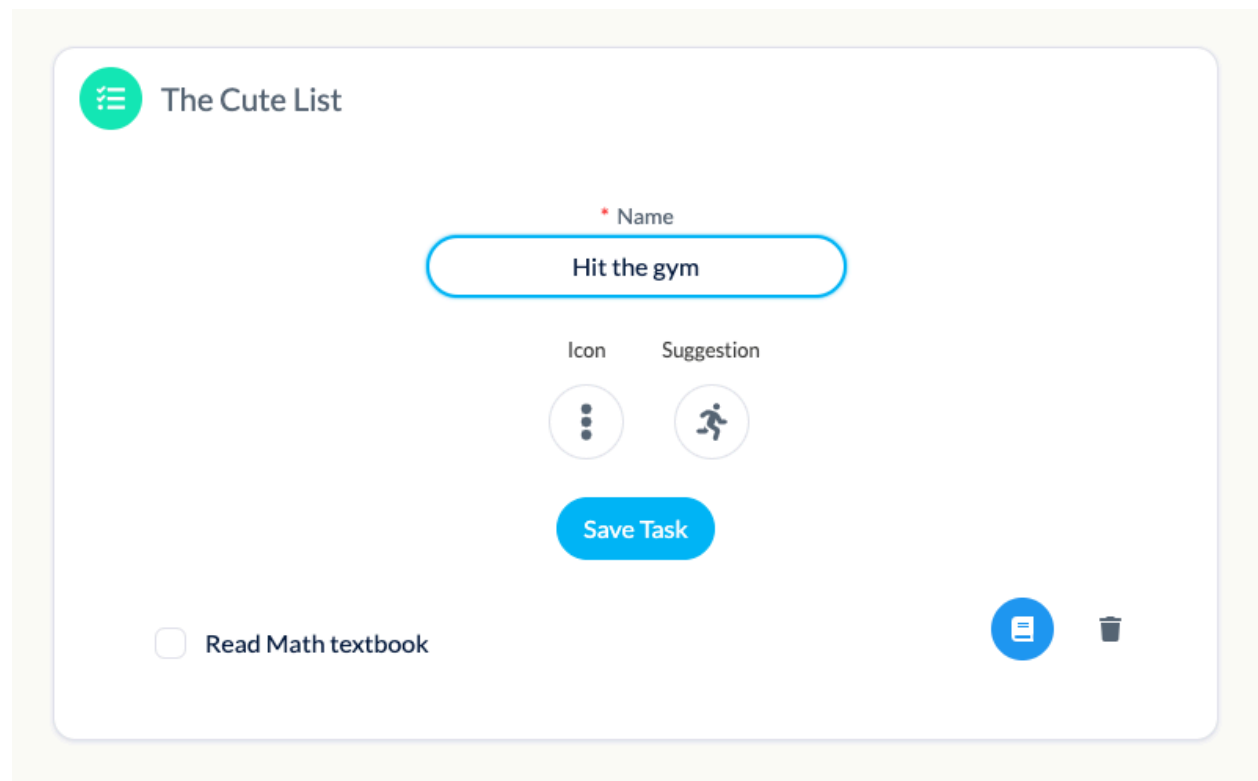 The Cute List
* Name
Hit the gym
Icon Suggestion
Save Task
Read Math textbook